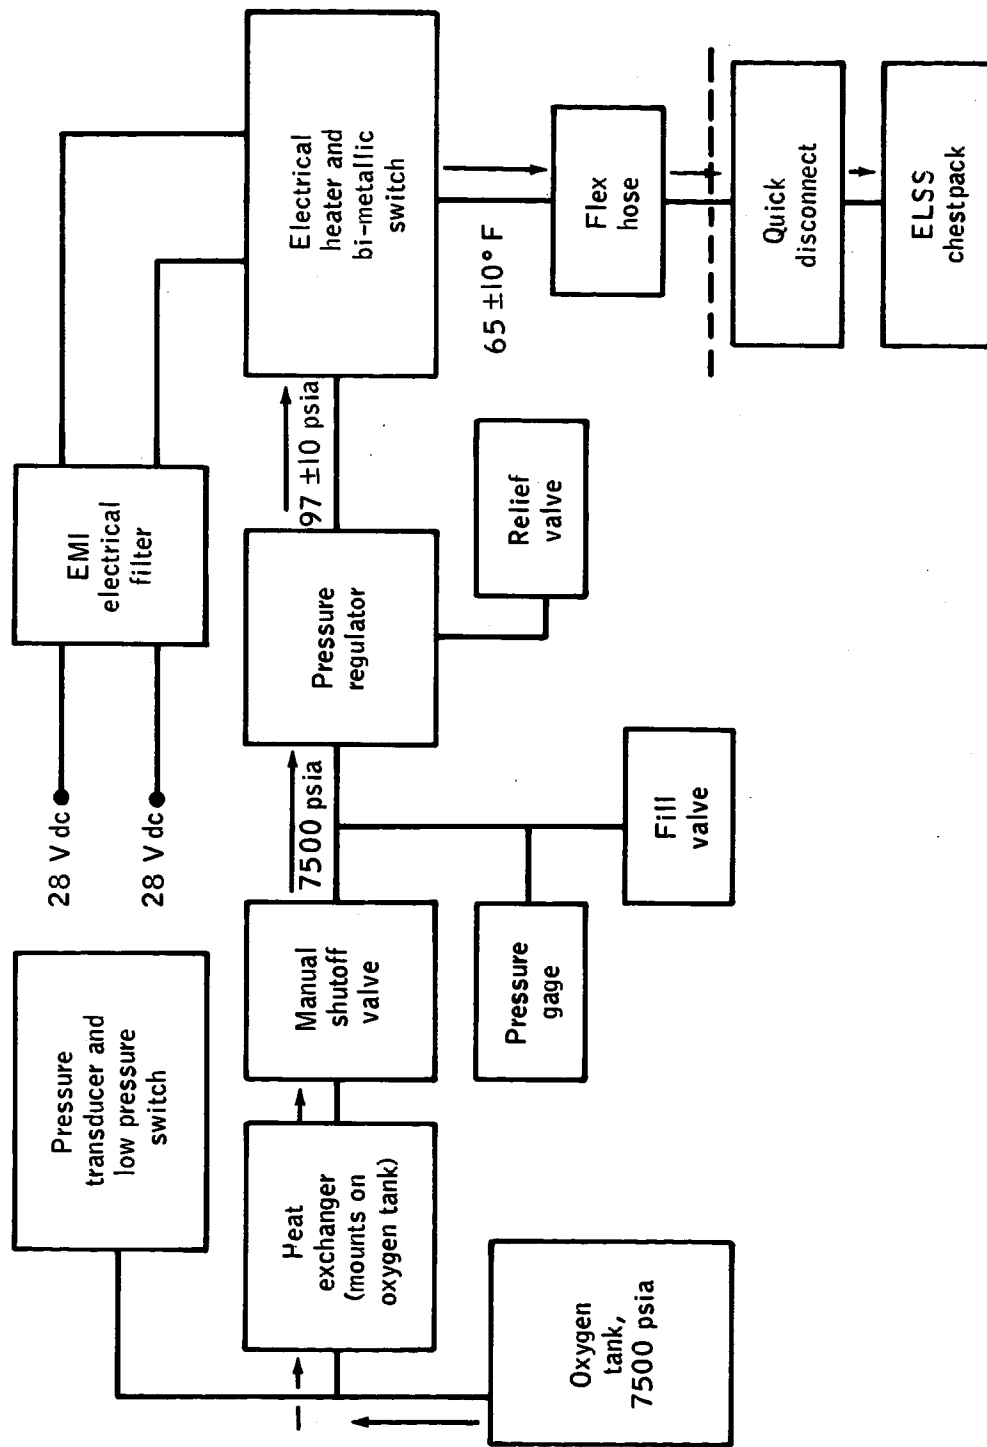 Pressure
transducer and
low pressure
switch
28 V dc
28 V dc
EMI
electrical
filter
Heat
exchanger
(mounts on
oxygen tank)
Manual
shutoff
valve
7500 psia
Pressure
regulator
97 ±10 psia
Electrical
heater and
bi-metallic
switch
Oxygen
tank,
7500 psia
Pressure
gage
Fill
valve
Relief
valve
65 ±10° F
Flex
hose
Quick
disconnect
ELSS
chestpack